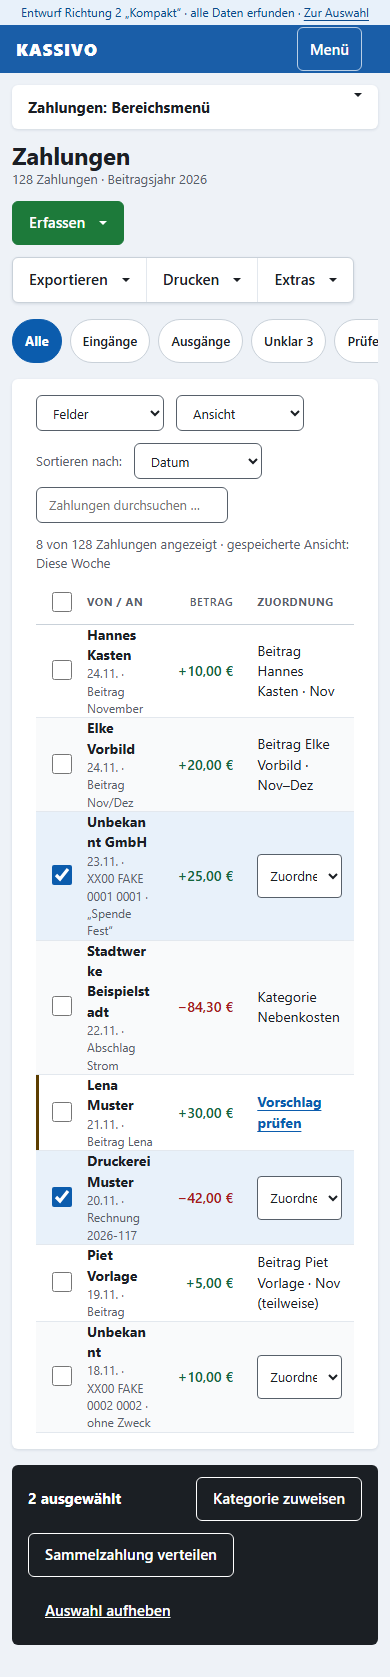 Entwurf Richtung 2 „Kompakt“ · alle Daten erfunden · Zur Auswahl
KASSIVO
Menü
Zahlungen: Bereichsmenü
Zahlungen
128 Zahlungen · Beitragsjahr 2026
Erfassen
Exportieren Drucken Extras
Alle Eingänge Ausgänge Unklar 3 Prüfe
Felder Ansicht
Sortieren nach: Datum
Zahlungen durchsuchen ...
8 von 128 Zahlungen angezeigt · gespeicherte Ansicht:
Diese Woche
VON / AN BETRAG ZUORDNUNG
Hannes
Kasten
24.11. ·
Beitrag
November
+10,00 €
Beitrag
Hannes
Kasten · Nov
Elke
Vorbild
24.11. ·
Beitrag
Nov/Dez
+20,00 €
Beitrag Elke
Vorbild ·
Nov–Dez
Unbekan
nt GmbH
23.11. ·
XX00 FAKE
0001 0001 ·
„Spende
Fest“
+25,00 €
Zuordne
Stadtwer
ke
Beispielst
adt
22.11. ·
Abschlag
Strom
−84,30 €
Kategorie
Nebenkosten
Lena
Muster
21.11. ·
Beitrag Lena
+30,00 €
Vorschlag
prüfen
Druckerei
Muster
20.11. ·
Rechnung
2026-117
−42,00 €
Zuordne
Piet
Vorlage
19.11. ·
Beitrag
+5,00 €
Beitrag Piet
Vorlage · Nov
(teilweise)
Unbekan
nt
18.11. ·
XX00 FAKE
0002 0002 ·
ohne Zweck
+10,00 €
Zuordne
2 ausgewählt
Kategorie zuweisen
Sammelzahlung verteilen
Auswahl aufheben